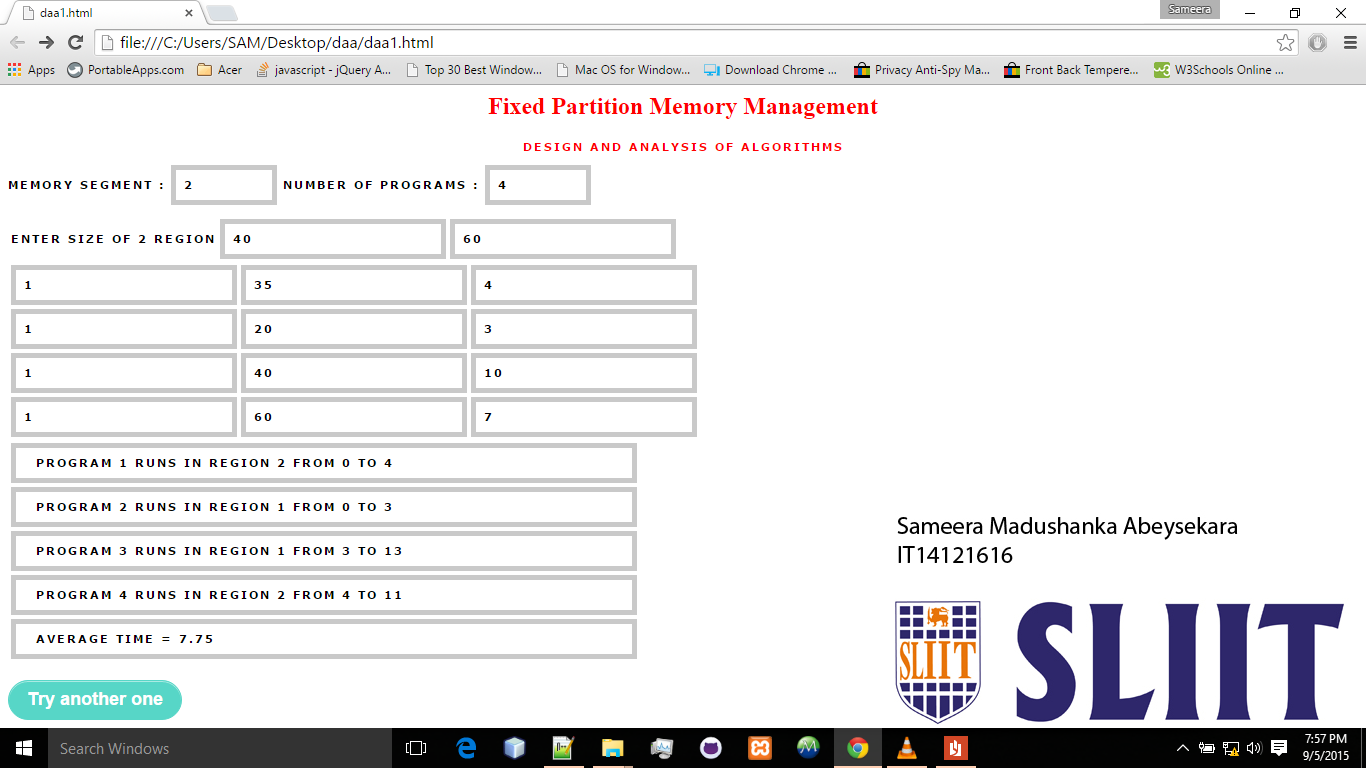 daa1.html
Sameera
file:///C:/Users/SAM/Desktop/daa/daa1.html
Apps PortableApps.com Acer javascript - jQuery A... Top 30 Best Window... Mac OS for Window... Download Chrome ... Privacy Anti-Spy Ma... Front Back Tempere... W3Schools Online ...
Fixed Partition Memory Management
DESIGN AND ANALYSIS OF ALGORITHMS
MEMORY SEGMENT : 2 NUMBER OF PROGRAMS : 4
ENTER SIZE OF 2 REGION 40 60
1 35 4
1 20 3
1 40 10
1 60 7
PROGRAM 1 RUNS IN REGION 2 FROM 0 TO 4
PROGRAM 2 RUNS IN REGION 1 FROM 0 TO 3
PROGRAM 3 RUNS IN REGION 1 FROM 3 TO 13
PROGRAM 4 RUNS IN REGION 2 FROM 4 TO 11
AVERAGE TIME = 7.75
Try another one
Sameera Madushanka Abeysekara
IT14121616
SLIIT
SLIIT
Search Windows
7:57 PM
9/5/2015